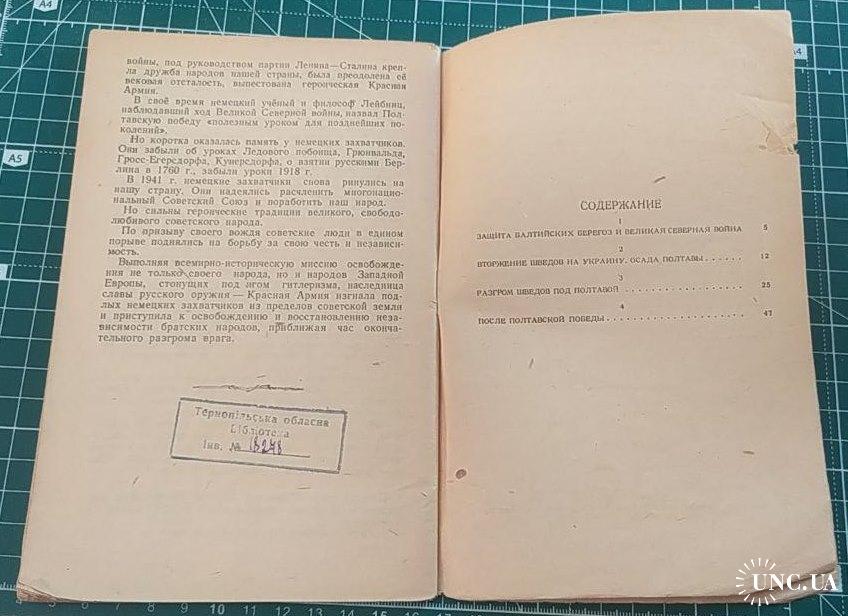 A4
войны, под руководством партии Ленина—Сталина креп-
ла дружба народов нашей страны, была преодолена её
вековая отсталость, выпестована героическая Красная
Армия.
В своё время немецкий учёный и философ Лейбниц,
наблюдавший ход Великой Северной войны, назвал Пол-
тавскую победу «полезным уроком для позднейших по-
колений».
Но коротка оказалась память у немецких захватчиков.
Они забыли об уроках Ледового побоища, Грюнвальда,
Гросс-Егерсдорфа, Кунерсдорфа, о взятии русскими Бер-
лина в 1760 г., забыли уроки 1918 г.
В 1941 г. немецкие захватчики снова ринулись на
нашу страну. Они надеялись расчленить многонацио-
нальный Советский Союз и поработить наш народ.
Но сильны героические традиции великого, свободо-
любивого советского народа.
По призыву своего вождя советские люди в едином
порыве поднялись на борьбу за свою честь и независи-
мость.
Выполняя всемирно-историческую миссию освобожде-
ния не только своего народа, но и народов Западной
Европы, стонущих под игом гитлеризма, наследница
славы русского оружия — Красная Армия изгнала под-
лых немецких захватчиков из пределов советской земли
и приступила к освобождению и восстановлению неза-
висимости братских народов, приближая час оконча-
тельного разгрома врага.
Тернопільська обласна
Бібліотека
Інв. № 18248
A5
A4
СОДЕРЖАНИЕ
1
ЗАЩИТА БАЛТИЙСКИХ БЕРЕГОЗ И ВЕЛИКАЯ СЕВЕРНАЯ ВОЙНА 5
2
ВТОРЖЕНИЕ ШВЕДОВ НА УКРАИНУ. ОСАДА ПОЛТАВЫ...... 12
3
РАЗГРОМ ШВЕДОВ ПОД ПОЛТАВОЙ..................... 25
4
ПОСЛЕ ПОЛТАВСКОЙ ПОБЕДЫ........................ 47
UNC.UA